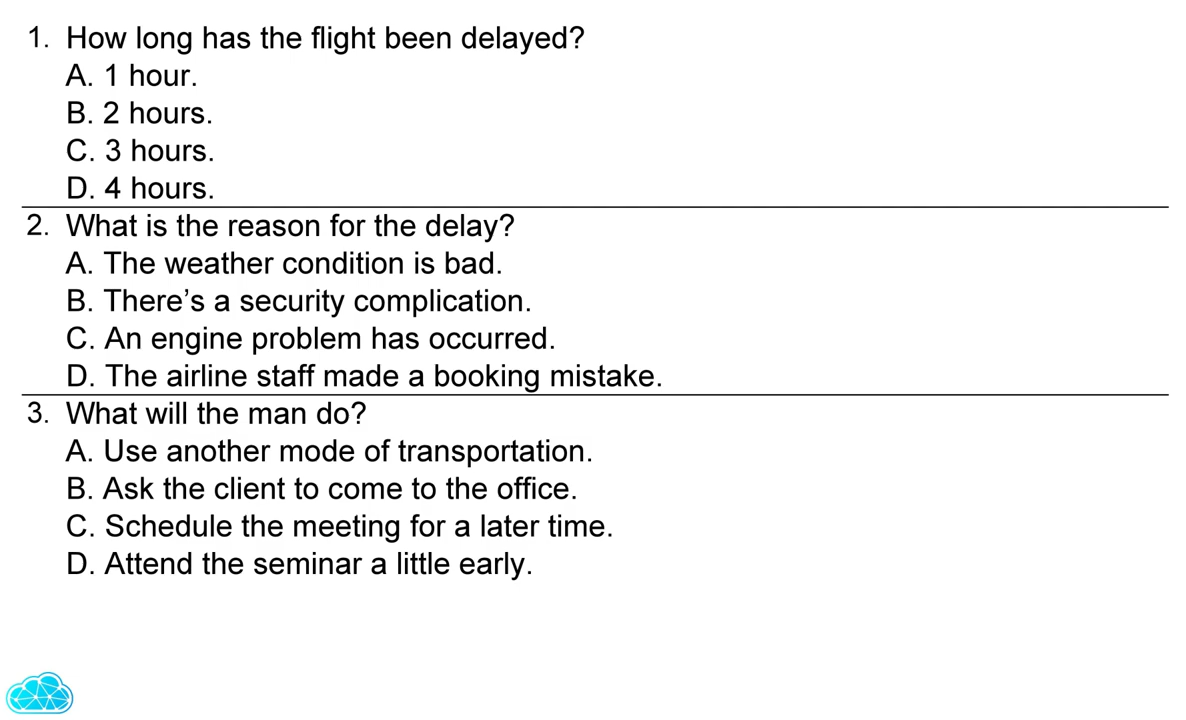 1. How long has the flight been delayed?
A. 1 hour.
B. 2 hours.
C. 3 hours.
D. 4 hours.
2. What is the reason for the delay?
A. The weather condition is bad.
B. There’s a security complication.
C. An engine problem has occurred.
D. The airline staff made a booking mistake.
3. What will the man do?
A. Use another mode of transportation.
B. Ask the client to come to the office.
C. Schedule the meeting for a later time.
D. Attend the seminar a little early.